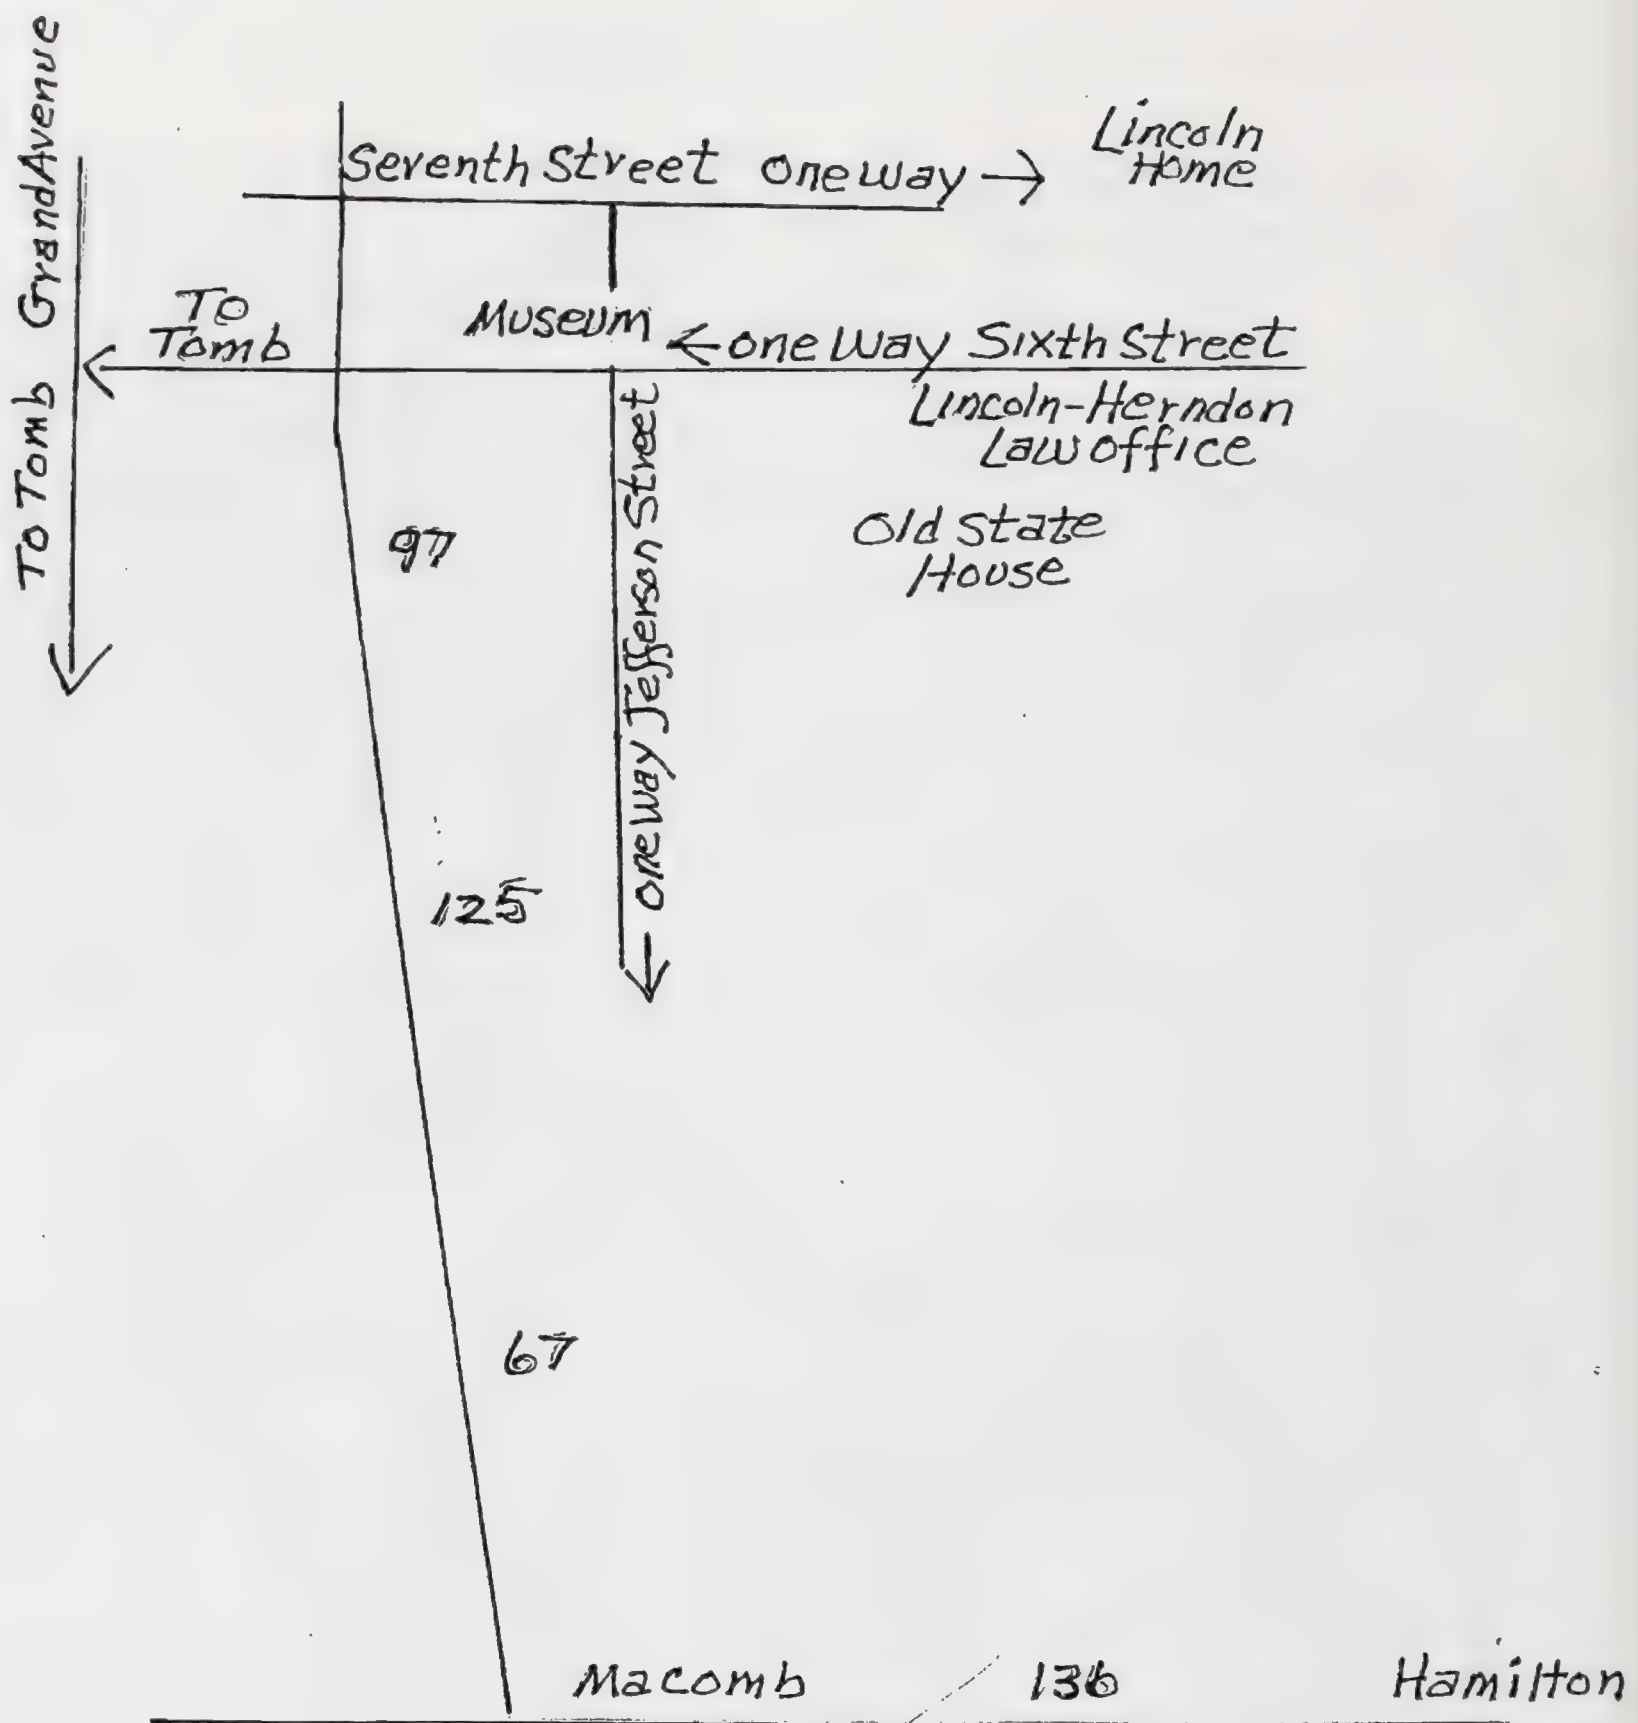 To Tomb Grand Avenue
Seventh Street one way →
Lincoln
Home
To
Tomb
Museum
← one way Sixth Street
Lincoln-Herndon
Law office
Old State
House
← one way Jefferson Street
97
125
67
Macomb 136 Hamilton